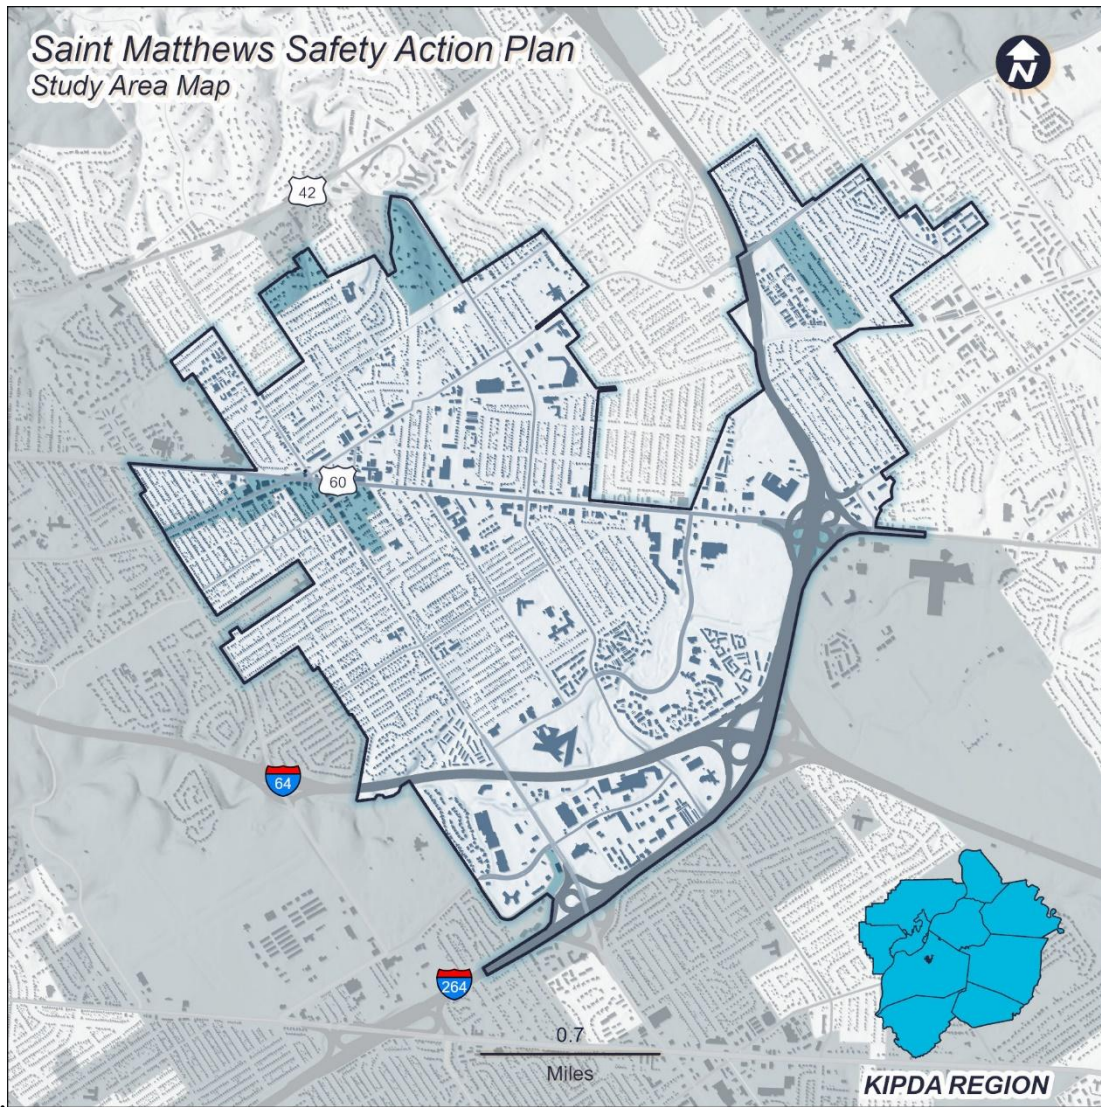 Saint Matthews Safety Action Plan
Study Area Map
N
42
60
64
264
0.7
Miles
KIPDA REGION